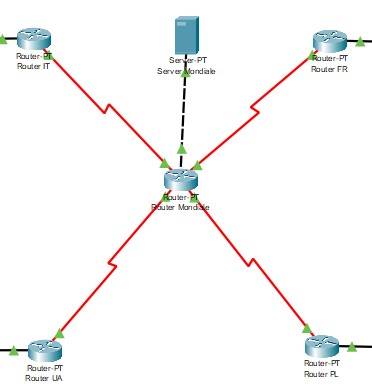 Router-PT
Router IT
Server-PT
Server Mondiale
Router-PT
Router FR
Router-PT
Router Mondiale
Router-PT
Router UA
Router-PT
Router PL